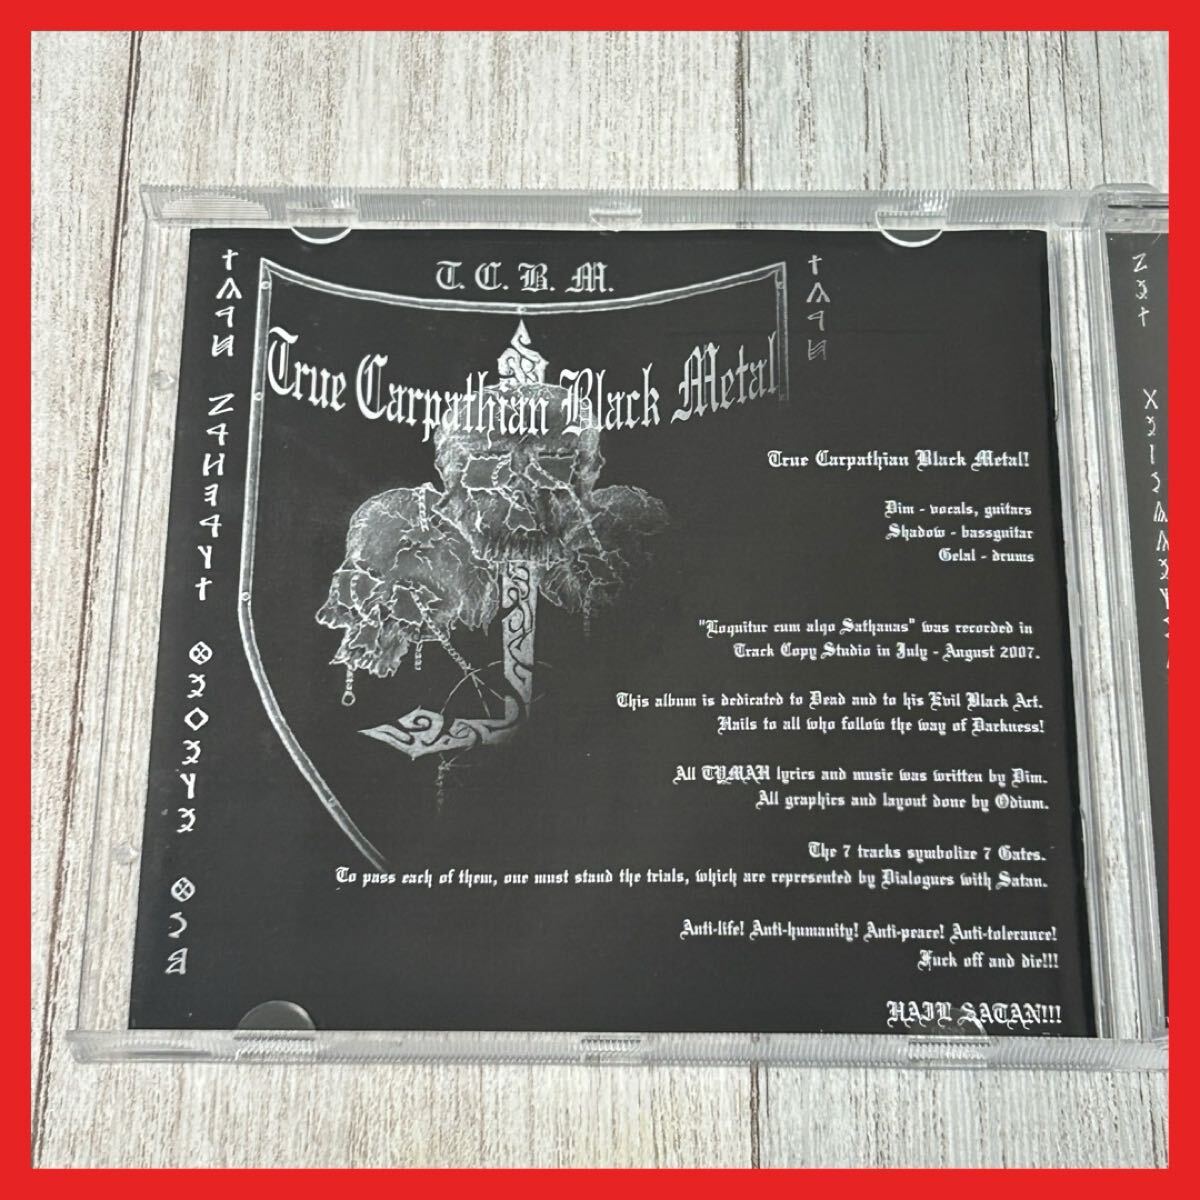 T. C. B. M.
True Carpathian Black Metal
True Carpathian Black Metal!
Dim - vocals, guitars
Shadow - bassguitar
Gelal - drums
"Loquitur cum alqo Sathanas" was recorded in
Track Copy Studio in July - August 2007.
This album is dedicated to Dead and to his Evil Black Art.
Hails to all who follow the way of Darkness!
All TYMAH lyrics and music was written by Dim.
All graphics and layout done by Odium.
The 7 tracks symbolize 7 Gates.
To pass each of them, one must stand the trials, which are represented by Dialogues with Satan.
Anti-life! Anti-humanity! Anti-peace! Anti-tolerance!
Fuck off and die!!!
HAIL SATAN!!!